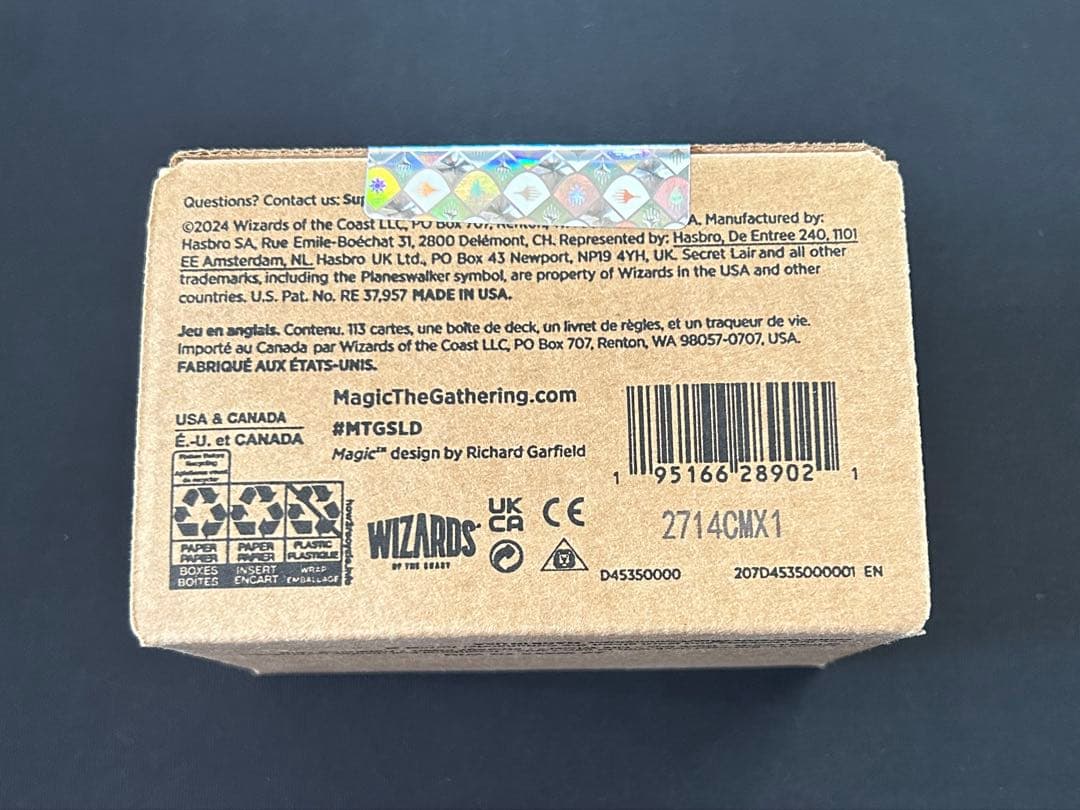 Questions? Contact us:
©2024 Wizards of the Coast LLC, PO Box 707, Renton, A. Manufactured by:
Hasbro SA, Rue Emile-Boéchat 31, 2800 Delémont, CH. Represented by: Hasbro, De Entree 240, 1101
EE Amsterdam, NL. Hasbro UK Ltd., PO Box 43 Newport, NP19 4YH, UK. Secret Lair and all other
trademarks, including the Planeswalker symbol, are property of Wizards in the USA and other
countries. U.S. Pat. No. RE 37,957 MADE IN USA.
Jeu en anglais. Contenu. 113 cartes, une boîte de deck, un livret de règles, et un traqueur de vie.
Importé au Canada par Wizards of the Coast LLC, PO Box 707, Renton, WA 98057-0707, USA.
FABRIQUÉ AUX ÉTATS-UNIS.
MagicTheGathering.com
#MTGSLD
Magic™ design by Richard Garfield
USA & CANADA
É.-U. et CANADA
PAPER PAPER PLASTIC
PAPIER PAPIER PLASTIQUE
BOXES INSERT WRAP
BOÎTES ENCART EMBALLAGE
how2recycle.info
WIZARDS
OF THE COAST
UK
CA
CE
1 95166 28902 1
2714CMX1
D45350000
207D4535000001 EN